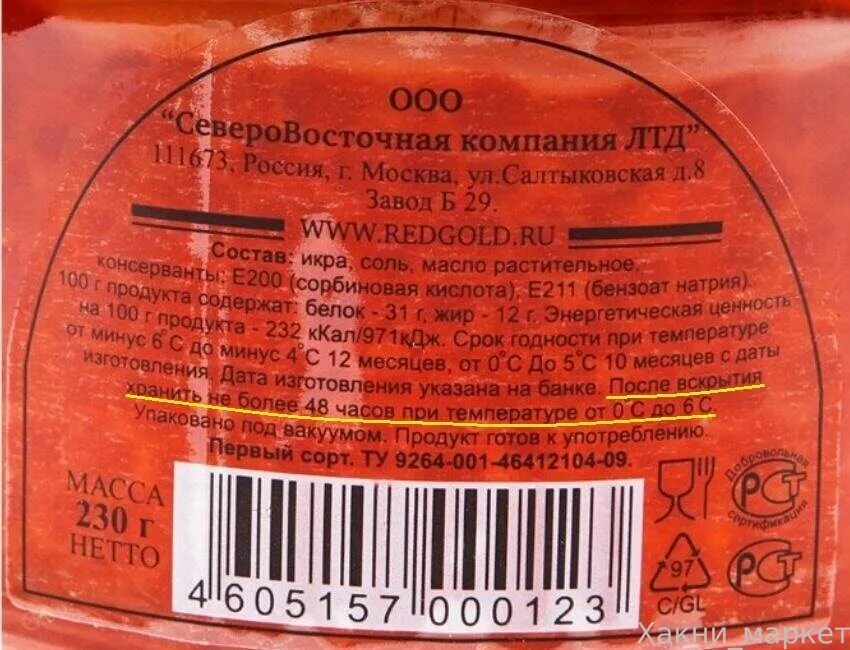 ООО
"СевероВосточная компания ЛТД"
111673, Россия, г. Москва, ул.Салтыковская д.8
Завод Б 29.
WWW.REDGOLD.RU
Состав: икра, соль, масло растительное,
консерванты: Е200 (сорбиновая кислота), Е211 (бензоат натрия).
100 г продукта содержат: белок - 31 г, жир - 12 г. Энергетическая ценность
на 100 г продукта - 232 кКал/971кДж. Срок годности при температуре
от минус 6°С до минус 4°С 12 месяцев, от 0°С До 5°С 10 месяцев с даты
изготовления. Дата изготовления указана на банке. После вскрытия
хранить не более 48 часов при температуре от 0°С до 6°С
Упаковано под вакуумом. Продукт готов к употреблению.
Первый сорт. ТУ 9264-001-46412104-09.
МАССА
230 г
НЕТТО
4 605157 000123
Добровольная
РСТ
сертификация
97
C/GL
РСТ
Хакни_маркет